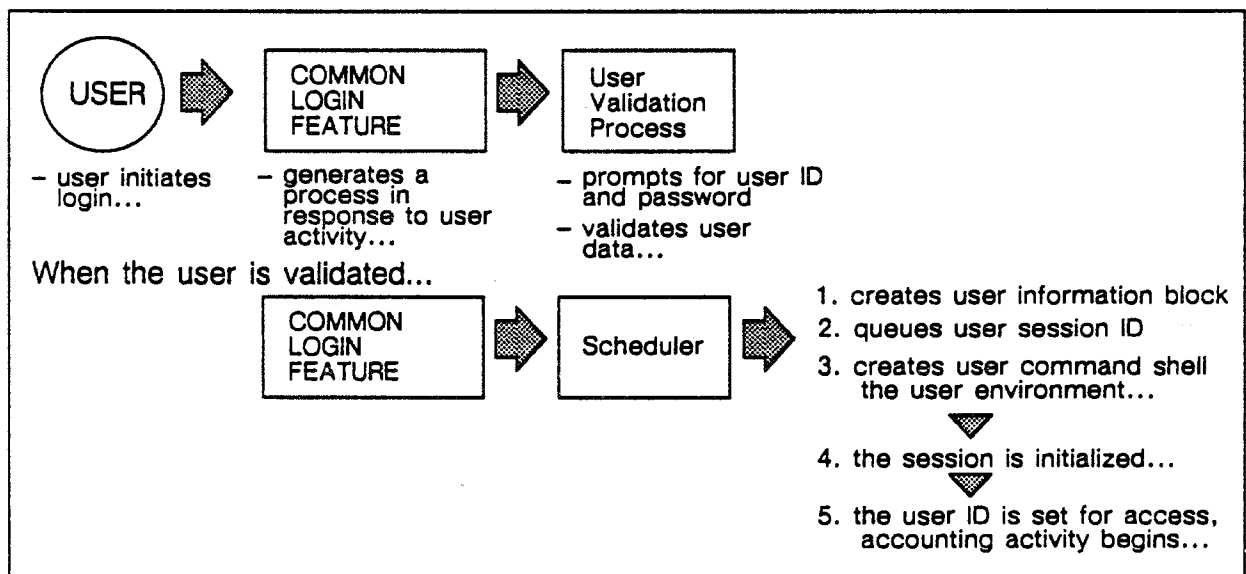 USER
COMMON
LOGIN
FEATURE
User
Validation
Process
– user initiates
login...
– generates a
process in
response to user
activity...
– prompts for user ID
and password
– validates user
data...
When the user is validated...
COMMON
LOGIN
FEATURE
Scheduler
1. creates user information block
2. queues user session ID
3. creates user command shell
the user environment...
4. the session is initialized...
5. the user ID is set for access,
accounting activity begins...